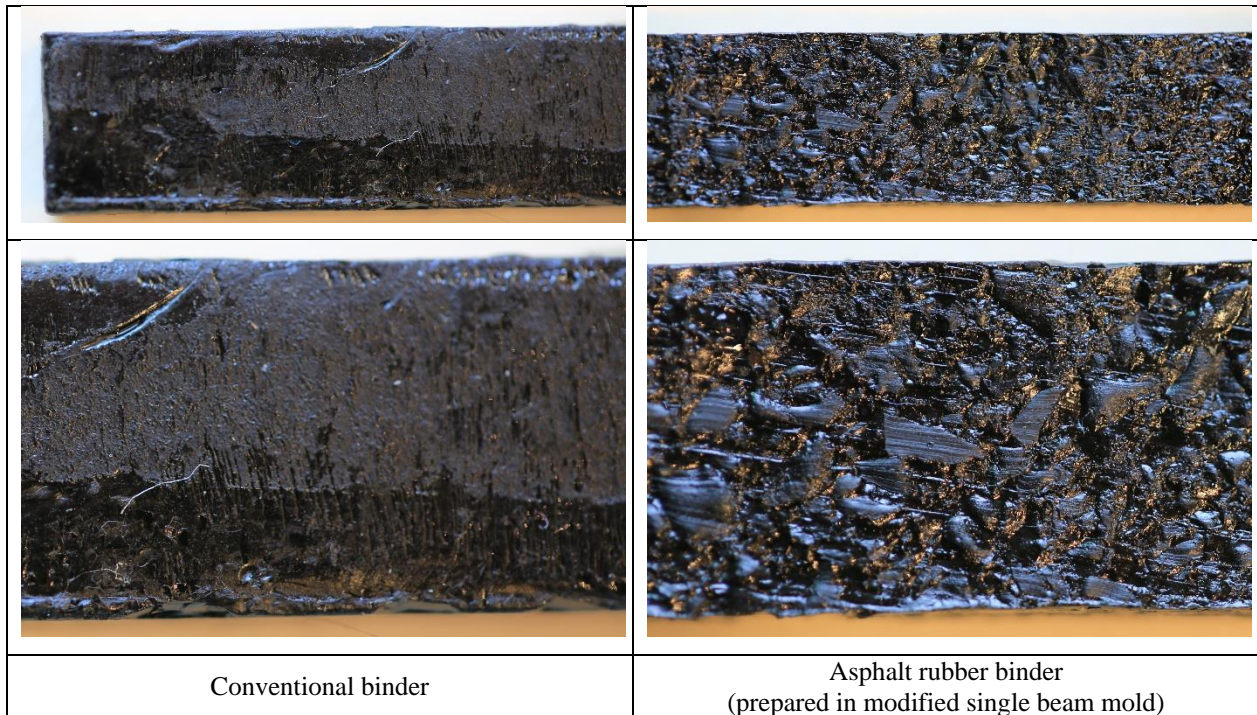 Conventional binder
Asphalt rubber binder
(prepared in modified single beam mold)